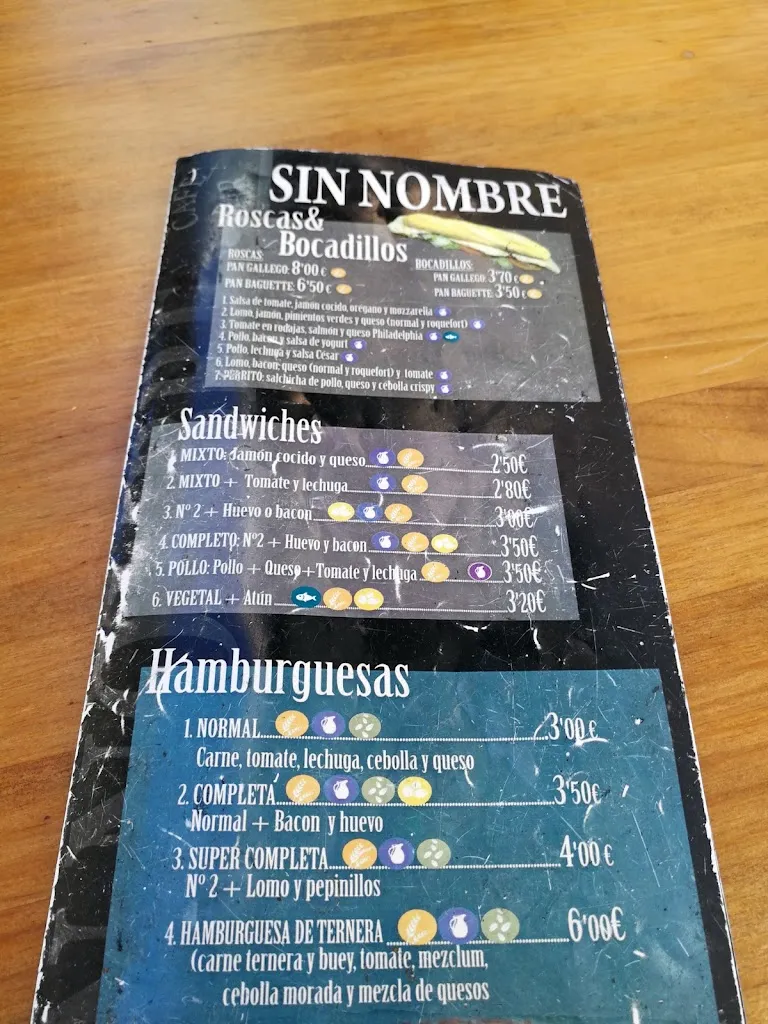 SIN NOMBRE
Roscas&
Bocadillos
ROSCAS:
PAN GALLEGO: 8'00 €
PAN BAGUETTE: 6'50 €
BOCADILLOS:
PAN GALLEGO: 3'70 €
PAN BAGUETTE: 3'50 €
1. Salsa de tomate, jamón cocido, orégano y mozzarella
2. Lomo, jamón, pimientos verdes y queso (normal y roquefort)
3. Tomate en rodajas, salmón y queso Philadelphia
4. Pollo, bacon y salsa de yogurt
5. Pollo, lechuga y salsa César
6. Lomo, bacon, queso (normal y roquefort) y tomate
7. PERRITO: salchicha de pollo, queso y cebolla crispy
Sandwiches
1. MIXTO: Jamón cocido y queso 2'50€
2. MIXTO + Tomate y lechuga 2'80€
3. Nº 2 + Huevo o bacon 3'00€
4. COMPLETO: Nº2 + Huevo y bacon 3'50€
5. POLLO: Pollo + Queso + Tomate y lechuga 3'50€
6. VEGETAL + Atún 3'20€
Hamburguesas
1. NORMAL 3'00 €
Carne, tomate, lechuga, cebolla y queso
2. COMPLETA 3'50€
Normal + Bacon y huevo
3. SUPER COMPLETA 4'00 €
Nº 2 + Lomo y pepinillos
4. HAMBURGUESA DE TERNERA 6'00€
(carne ternera y buey, tomate, mezclum,
cebolla morada y mezcla de quesos